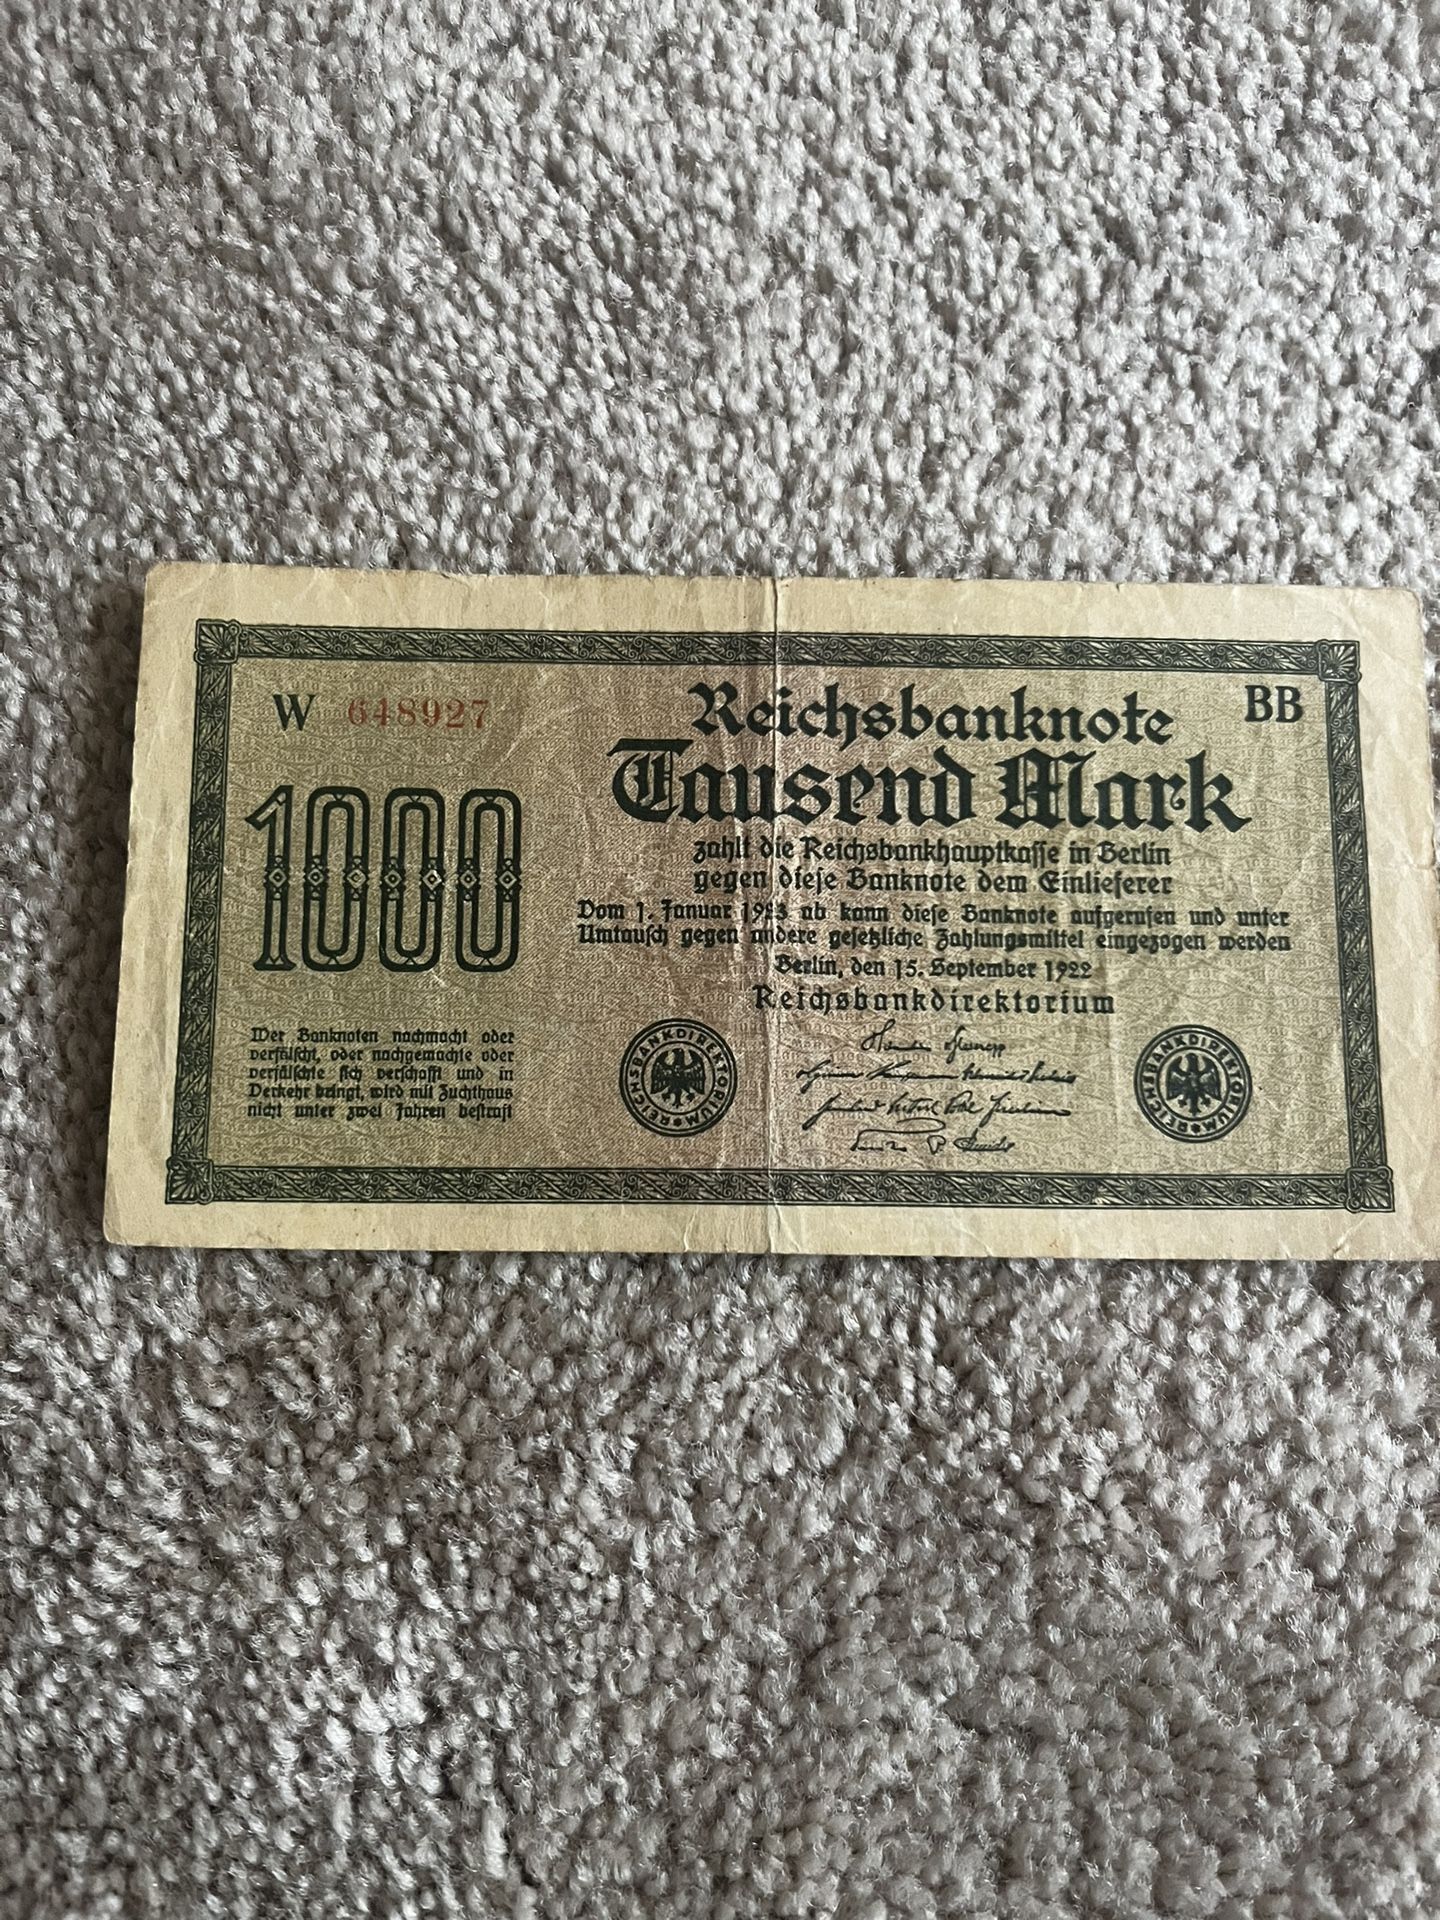 W 648927
BB
Reichsbanknote
Tausend Mark
1000
zahlt die Reichsbankhauptkasse in Berlin
gegen diese Banknote dem Einlieferer
Vom 1. Januar 1923 ab kann diese Banknote aufgerufen und unter
Umtausch gegen andere gesetzliche Zahlungsmittel eingezogen werden
Berlin, den 15. September 1922
Reichsbankdirektorium
Wer Banknoten nachmacht oder
verfälscht, oder nachgemachte oder
verfälschte sich verschafft und in
Verkehr bringt, wird mit Zuchthaus
nicht unter zwei Jahren bestraft
REICHSBANKDIREKTORIUM
REICHSBANKDIREKTORIUM